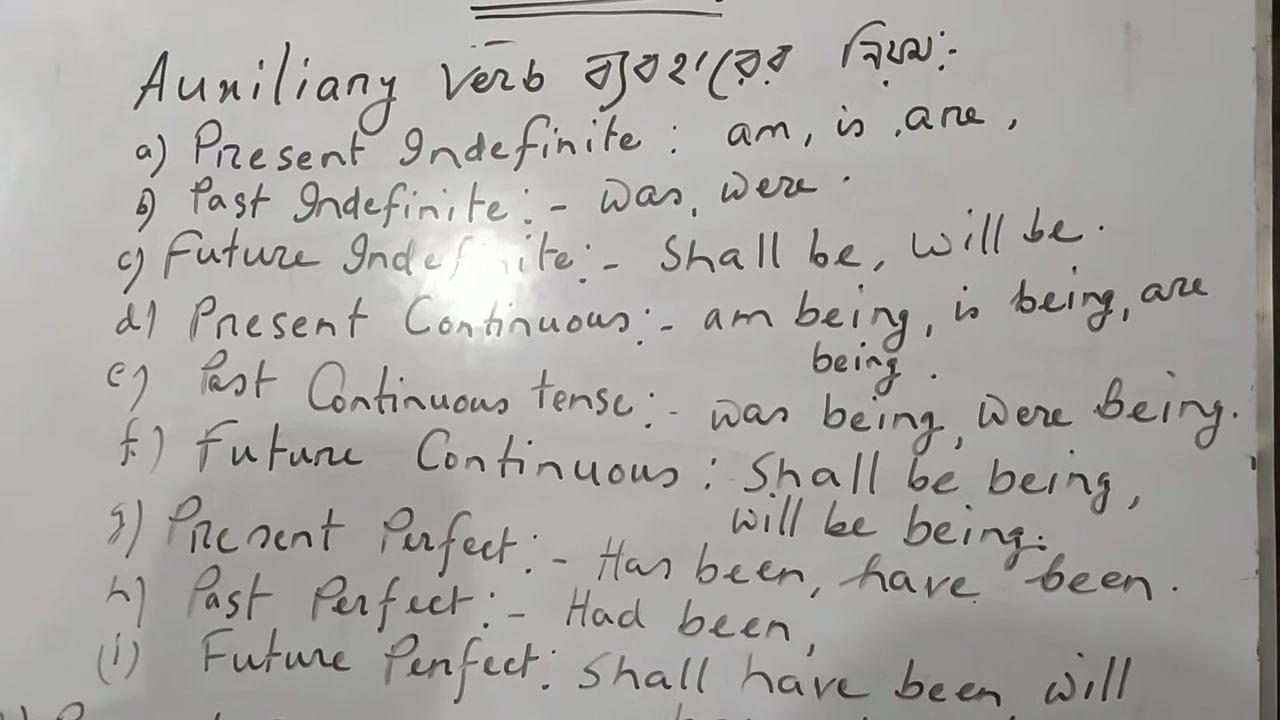 Auxiliary Verb ব্যবহারের নিয়ম:-
a) Present Indefinite : am, is, are,
b) Past Indefinite :- was, were.
c) Future Indefinite :- Shall be, will be.
d) Present Continuous :- am being, is being, are
being.
e) Past Continuous tense :- was being, were being.
f) Future Continuous : Shall be being,
will be being.
g) Present Perfect :- Has been, have been.
h) Past Perfect :- Had been,
(i) Future Perfect : Shall have been will